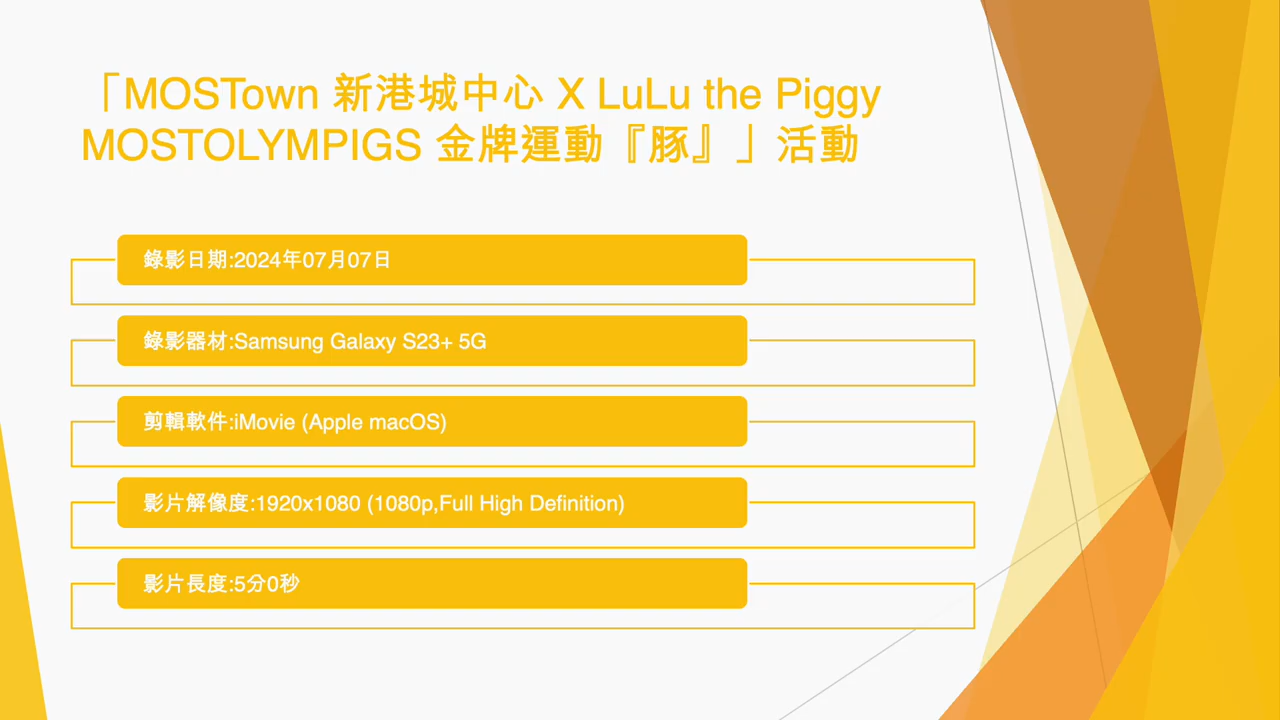 「MOSTown 新港城中心 X LuLu the Piggy
MOSTOLYMPIGS 金牌運動『豚』」活動
錄影日期:2024年07月07日
錄影器材:Samsung Galaxy S23+ 5G
剪輯軟件:iMovie (Apple macOS)
影片解像度:1920x1080 (1080p,Full High Definition)
影片長度:5分0秒